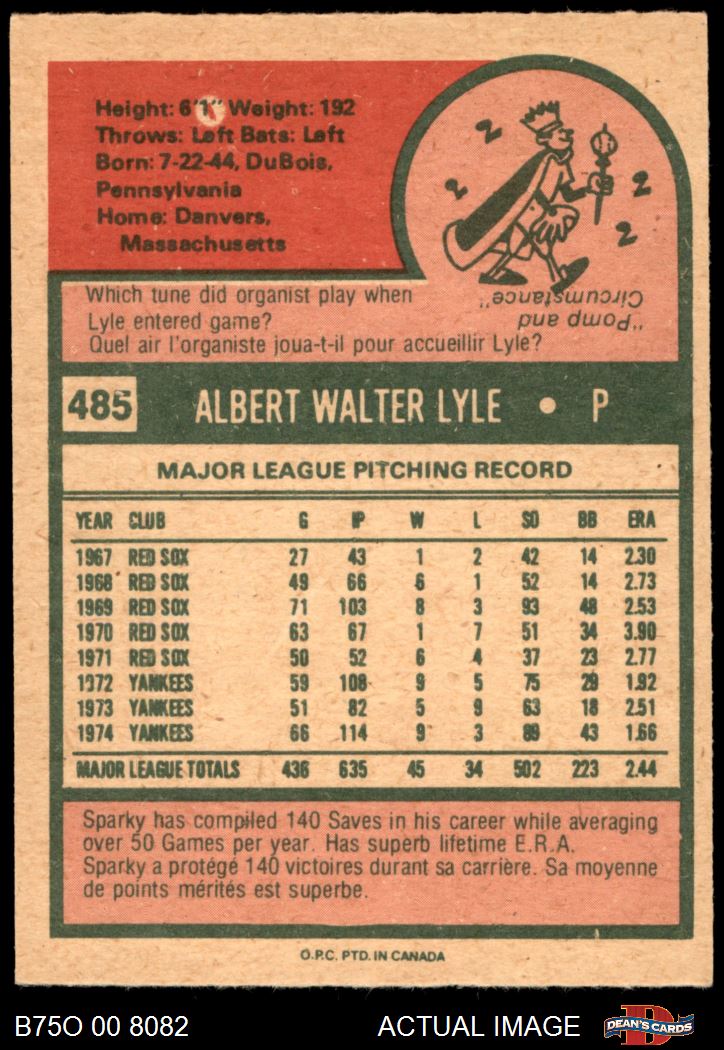 Height: 6'1" Weight: 192
Throws: Left Bats: Left
Born: 7-22-44, DuBois,
Pennsylvania
Home: Danvers,
Massachusetts
2 2 2 2 2
"Pomp and
Circumstance"
Which tune did organist play when
Lyle entered game?
Quel air l'organiste joua-t-il pour accueillir Lyle?
485 ALBERT WALTER LYLE • P
MAJOR LEAGUE PITCHING RECORD
YEAR CLUB G IP W L SO BB ERA
1967 RED SOX 27 43 1 2 42 14 2.30
1968 RED SOX 49 66 6 1 52 14 2.73
1969 RED SOX 71 103 8 3 93 48 2.53
1970 RED SOX 63 67 1 7 51 34 3.90
1971 RED SOX 50 52 6 4 37 23 2.77
1972 YANKEES 59 108 9 5 75 29 1.92
1973 YANKEES 51 82 5 9 63 18 2.51
1974 YANKEES 66 114 9 3 89 43 1.66
MAJOR LEAGUE TOTALS 436 635 45 34 502 223 2.44
Sparky has compiled 140 Saves in his career while averaging
over 50 Games per year. Has superb lifetime E.R.A.
Sparky a protégé 140 victoires durant sa carrière. Sa moyenne
de points mérités est superbe.
O.P.C. PTD. IN CANADA
B75O 00 8082 ACTUAL IMAGE D DEAN'S CARDS